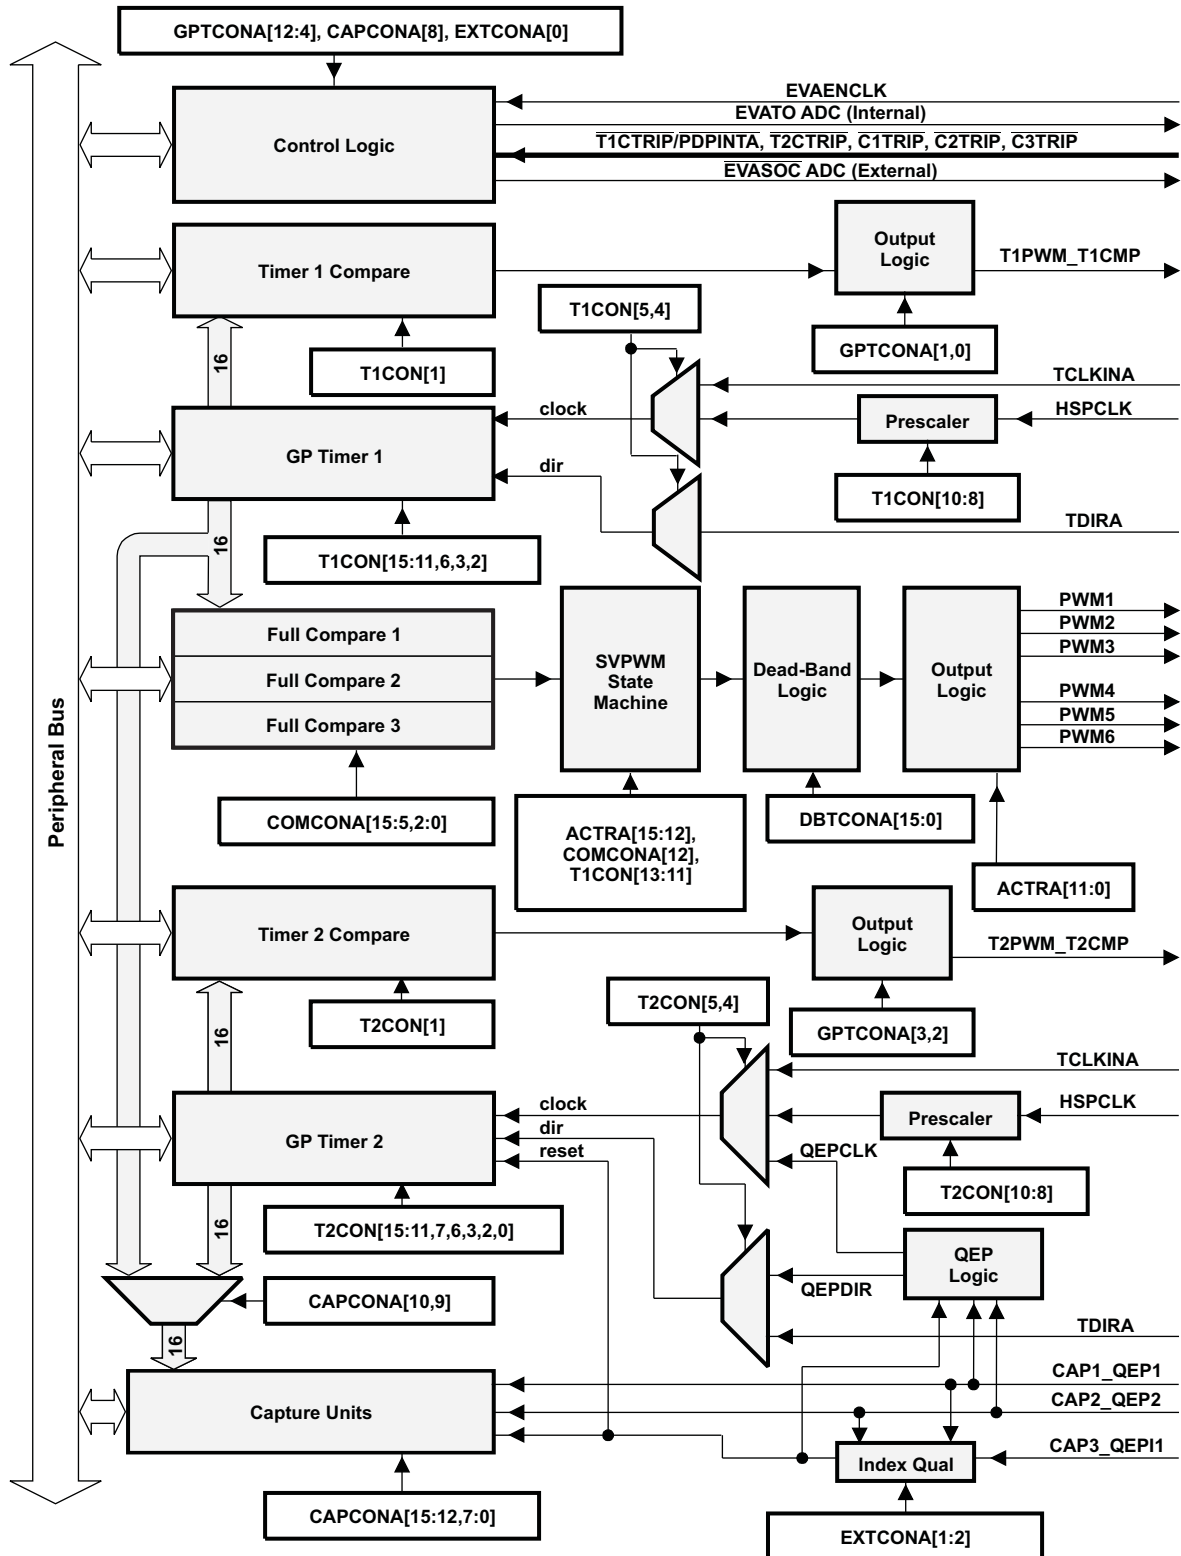 GPTCONA[12:4], CAPCONA[8], EXTCONA[0]
EVAENCLK
Control Logic
EVATO ADC (Internal)
T1CTRIP/PDPINTA, T2CTRIP, C1TRIP, C2TRIP, C3TRIP
EVASOC ADC (External)
Timer 1 Compare
Output
Logic
T1PWM_T1CMP
T1CON[5,4]
GPTCONA[1,0]
16
T1CON[1]
TCLKINA
clock
Prescaler
HSPCLK
GP Timer 1
dir
T1CON[10:8]
TDIRA
16
T1CON[15:11,6,3,2]
Full Compare 1
Full Compare 2
Full Compare 3
SVPWM
State
Machine
Dead-Band
Logic
Output
Logic
PWM1
PWM2
PWM3
PWM4
PWM5
PWM6
Peripheral Bus
COMCONA[15:5,2:0]
ACTRA[15:12],
COMCONA[12],
T1CON[13:11]
DBTCONA[15:0]
ACTRA[11:0]
Timer 2 Compare
Output
Logic
T2PWM_T2CMP
T2CON[5,4]
16
T2CON[1]
GPTCONA[3,2]
TCLKINA
clock
Prescaler
HSPCLK
GP Timer 2
dir
reset
QEPCLK
T2CON[10:8]
16
T2CON[15:11,7,6,3,2,0]
QEP
Logic
QEPDIR
CAPCONA[10,9]
TDIRA
16
Capture Units
CAP1_QEP1
CAP2_QEP2
Index Qual
CAP3_QEPI1
CAPCONA[15:12,7:0]
EXTCONA[1:2]